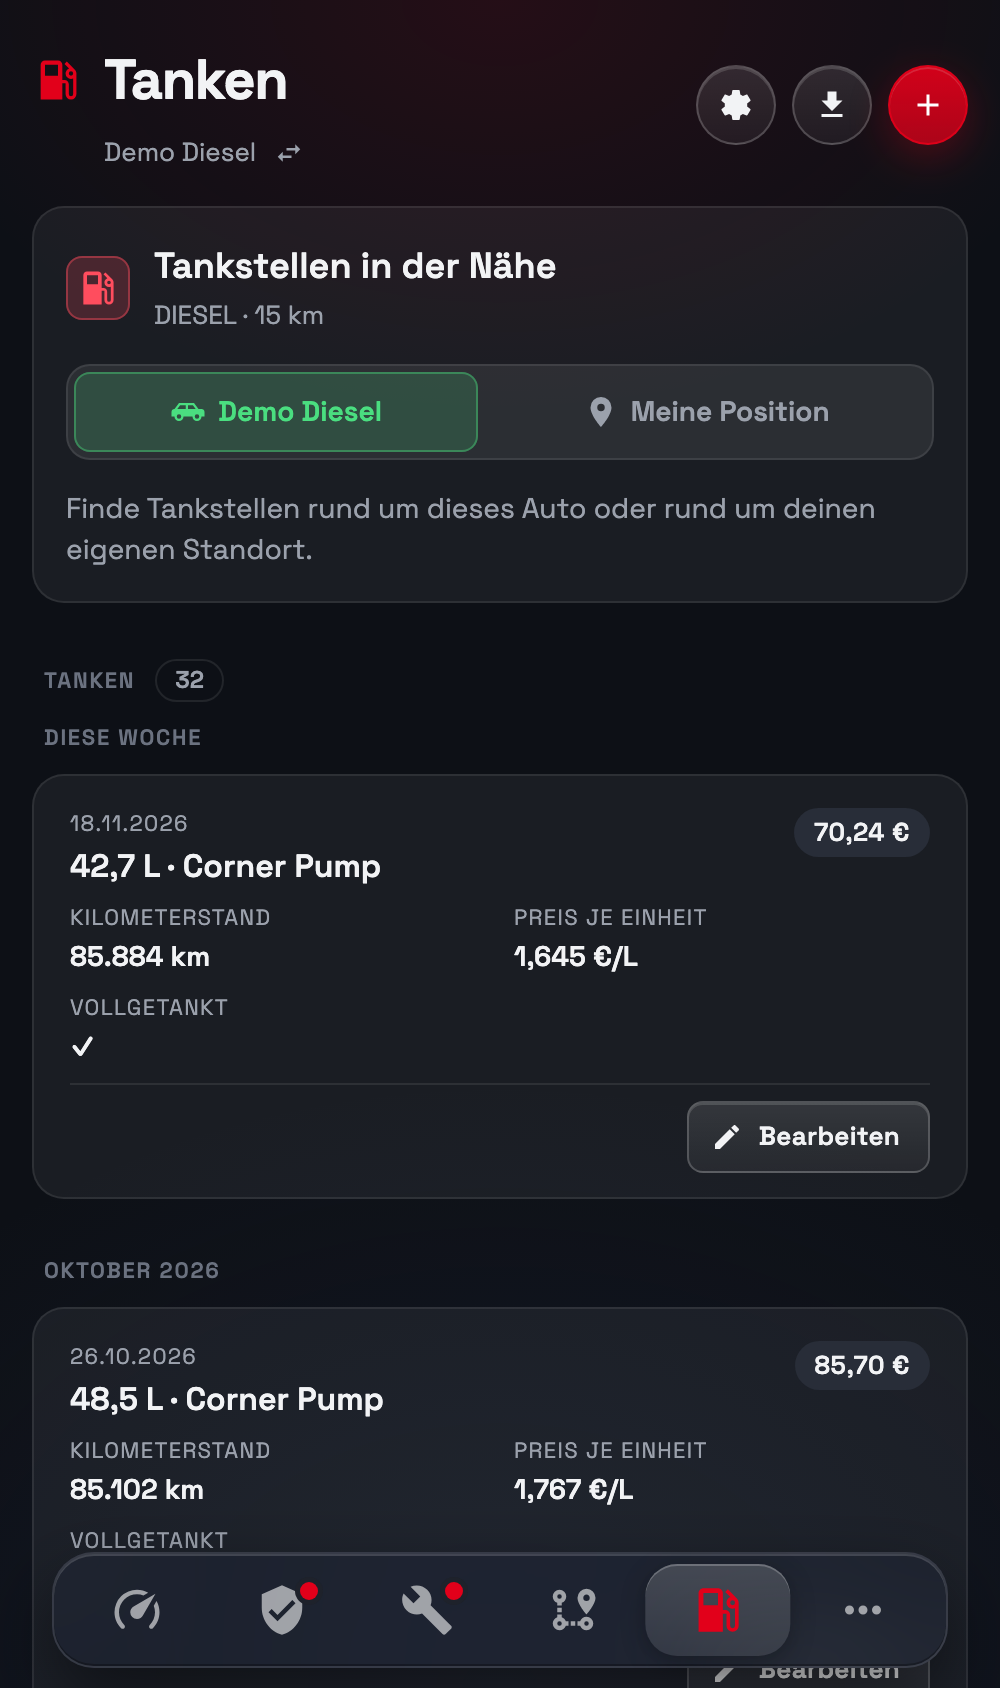 Tanken
Demo Diesel
Tankstellen in der Nähe
DIESEL · 15 km
Demo Diesel
Meine Position
Finde Tankstellen rund um dieses Auto oder rund um deinen
eigenen Standort.
TANKEN 32
DIESE WOCHE
18.11.2026
70,24 €
42,7 L · Corner Pump
KILOMETERSTAND
PREIS JE EINHEIT
85.884 km
1,645 €/L
VOLLGETANKT
Bearbeiten
OKTOBER 2026
26.10.2026
85,70 €
48,5 L · Corner Pump
KILOMETERSTAND
PREIS JE EINHEIT
85.102 km
1,767 €/L
VOLLGETANKT
Bearbeiten